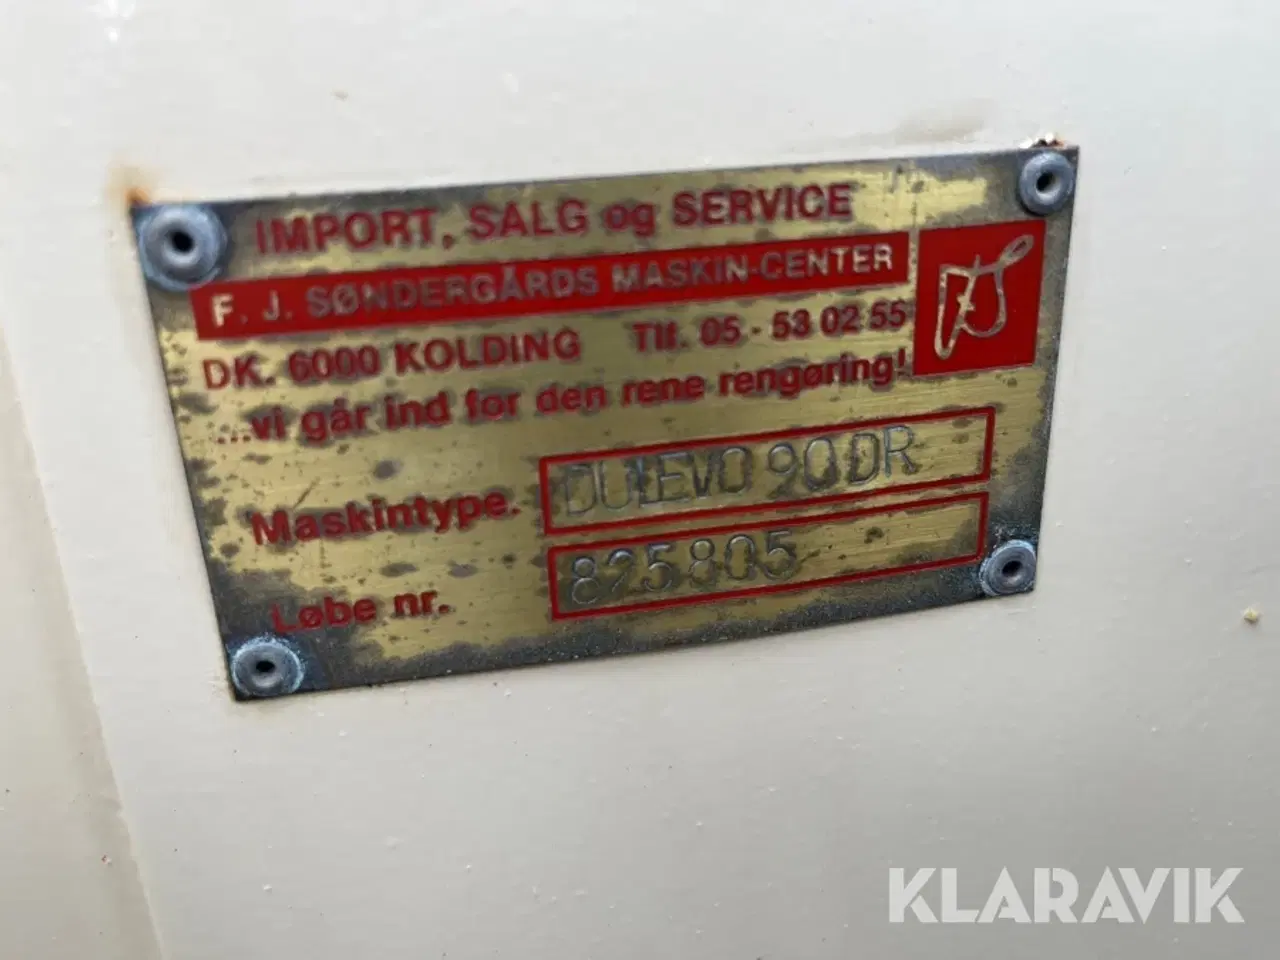 IMPORT, SALG og SERVICE
F. J. SØNDERGÅRDS MASKIN-CENTER
DK. 6000 KOLDING Tlf. 05 - 53 02 55
...vi går ind for den rene rengøring!
Maskintype. DULEVO 90DR
Løbe nr. 825805
KLARAVIK